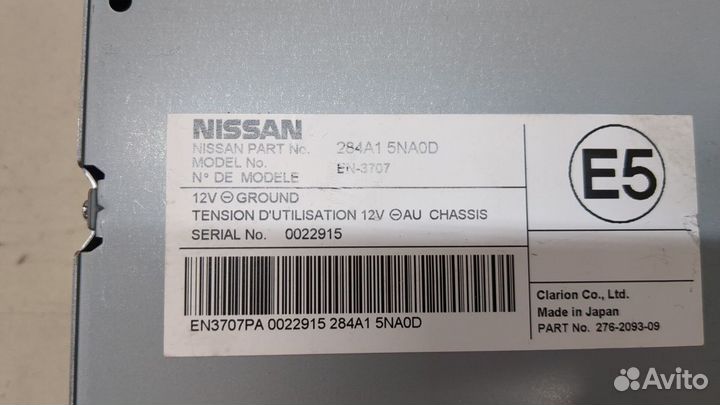 NISSAN
NISSAN PART No. 284A1 5NA0D
MODEL No.
N° DE MODELE EN-3707
12V ⊖ GROUND
TENSION D'UTILISATION 12V ⊖ AU CHASSIS
SERIAL No. 0022915
EN3707PA 0022915 284A1 5NA0D
E5
Clarion Co., Ltd.
Made in Japan
PART No. 276-2093-09
Avito